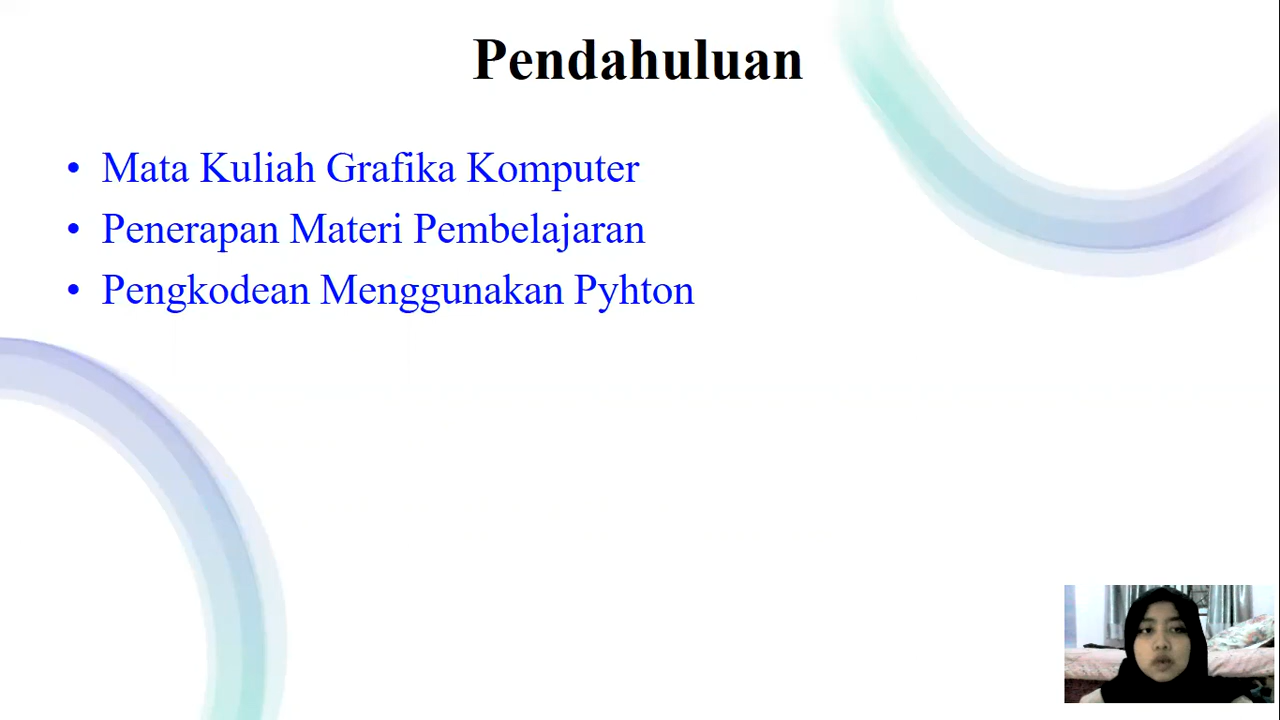 Pendahuluan
• Mata Kuliah Grafika Komputer
• Penerapan Materi Pembelajaran
• Pengkodean Menggunakan Pyhton